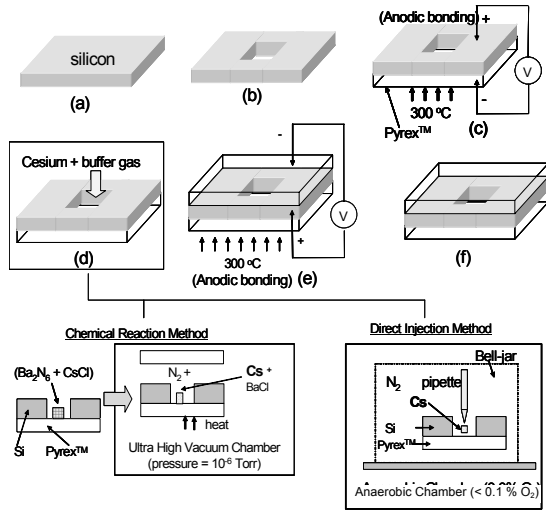 silicon
(a)
(b)
(Anodic bonding)
+
V
-
300 ºC
Pyrex™
(c)
Cesium + buffer gas
(d)
-
V
+
300 ºC
(Anodic bonding)
(e)
(f)
Chemical Reaction Method
(Ba2N6 + CsCl)
Si
Pyrex™
N2 +
Cs +
BaCl
heat
Ultra High Vacuum Chamber
(pressure = 10-6 Torr)
Direct Injection Method
Bell-jar
N2
pipette
Cs
Si
Pyrex™
Anaerobic Chamber (< 0.1 % O2)